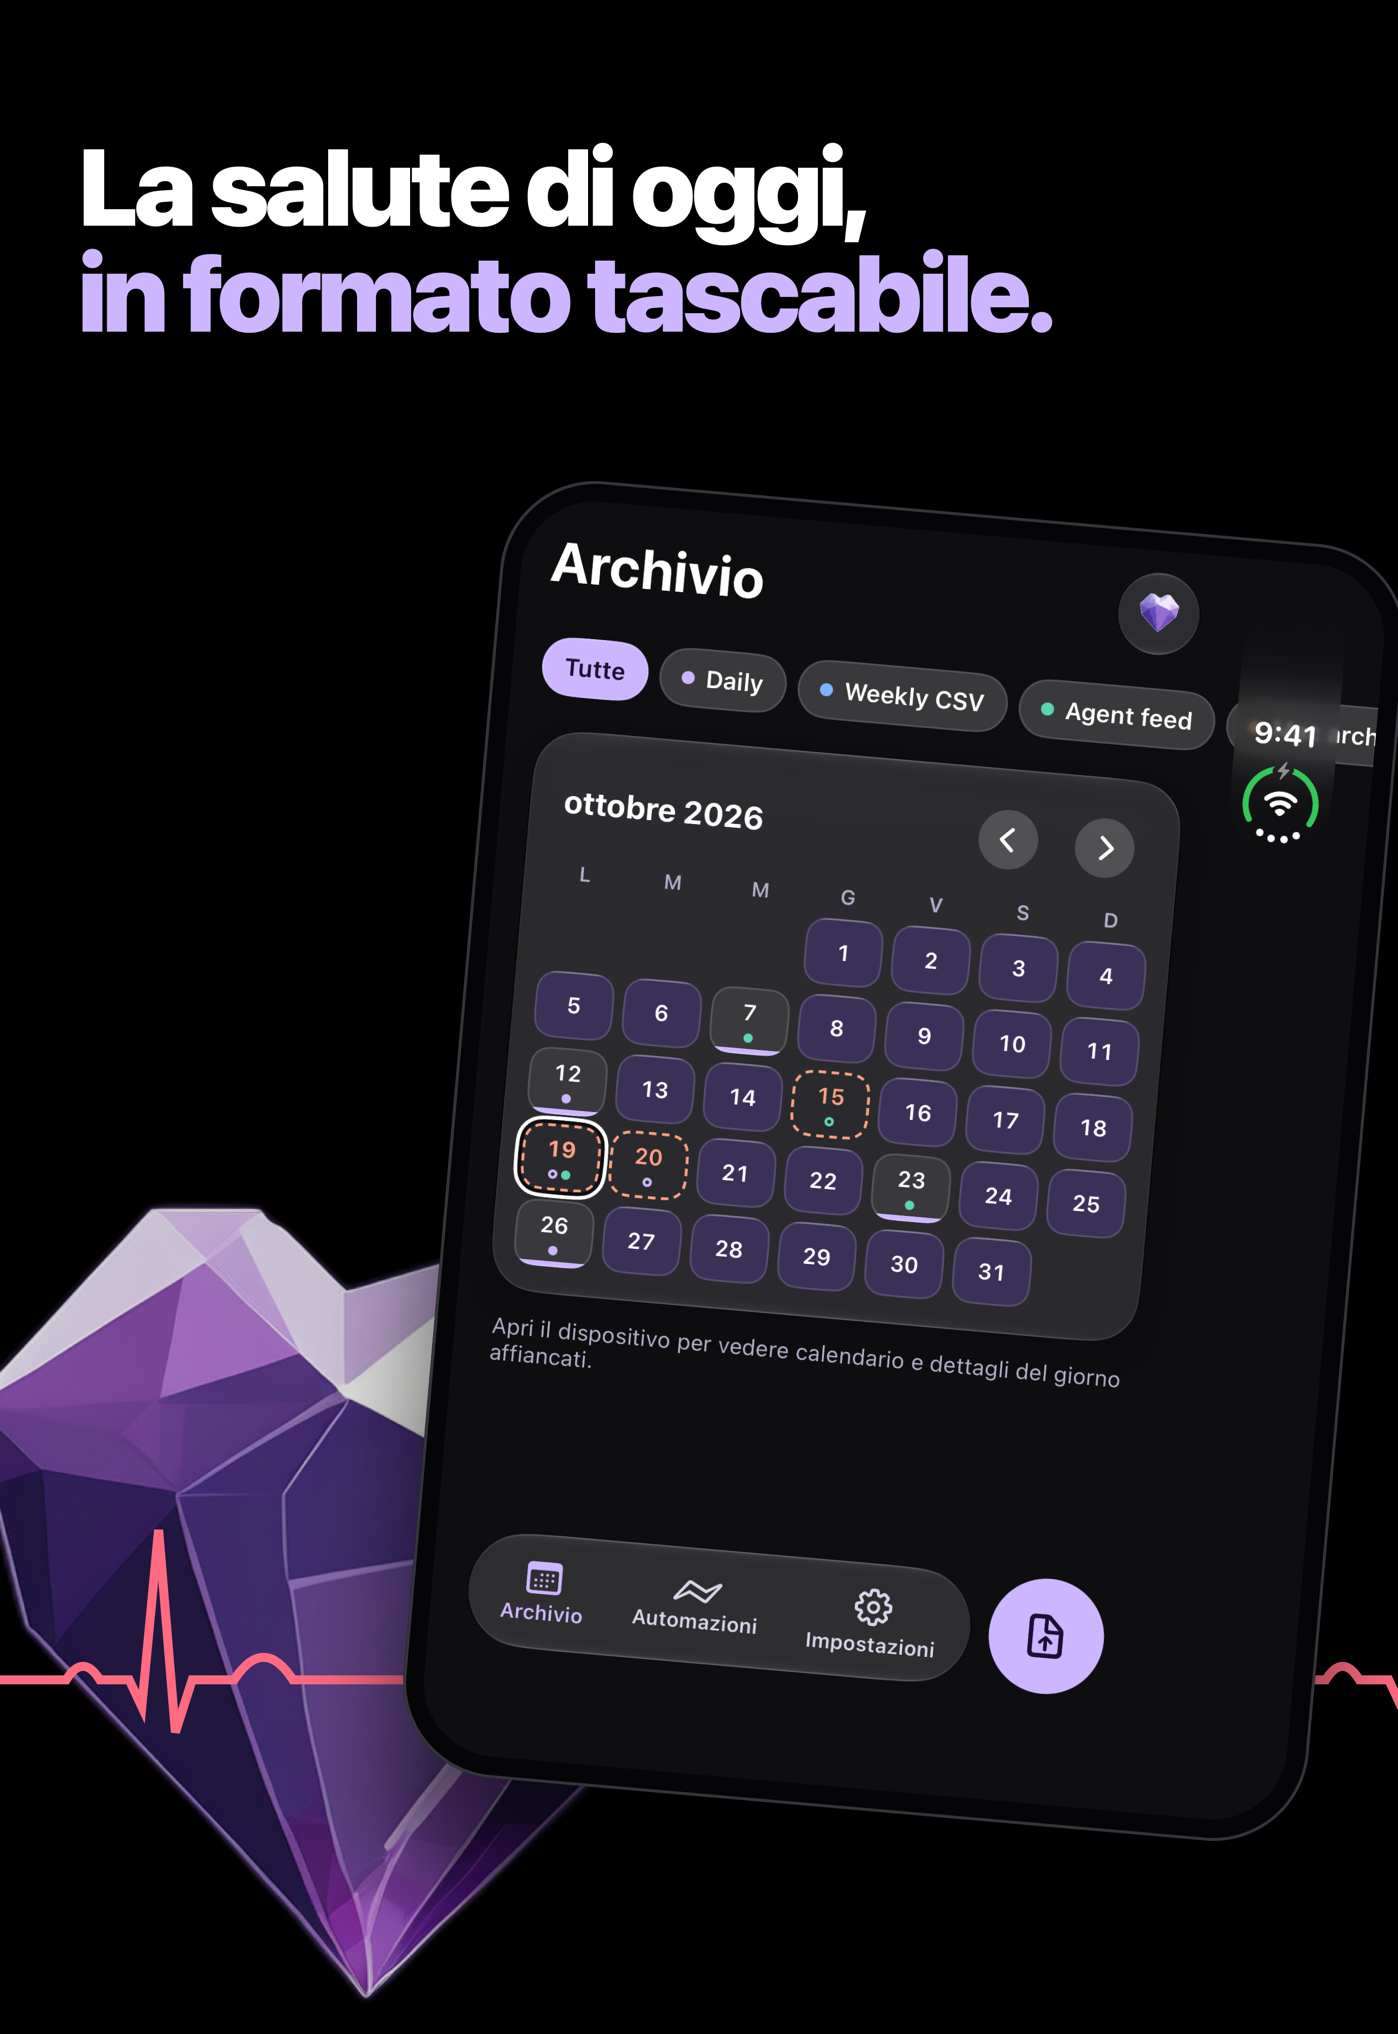 La salute di oggi,
in formato tascabile.
Archivio
Tutte
Daily
Weekly CSV
Agent feed
arch
9:41
ottobre 2026
L M M G V S D
1 2 3 4
5 6 7 8 9 10 11
12 13 14 15 16 17 18
19 20 21 22 23 24 25
26 27 28 29 30 31
Apri il dispositivo per vedere calendario e dettagli del giorno
affiancati.
Archivio
Automazioni
Impostazioni